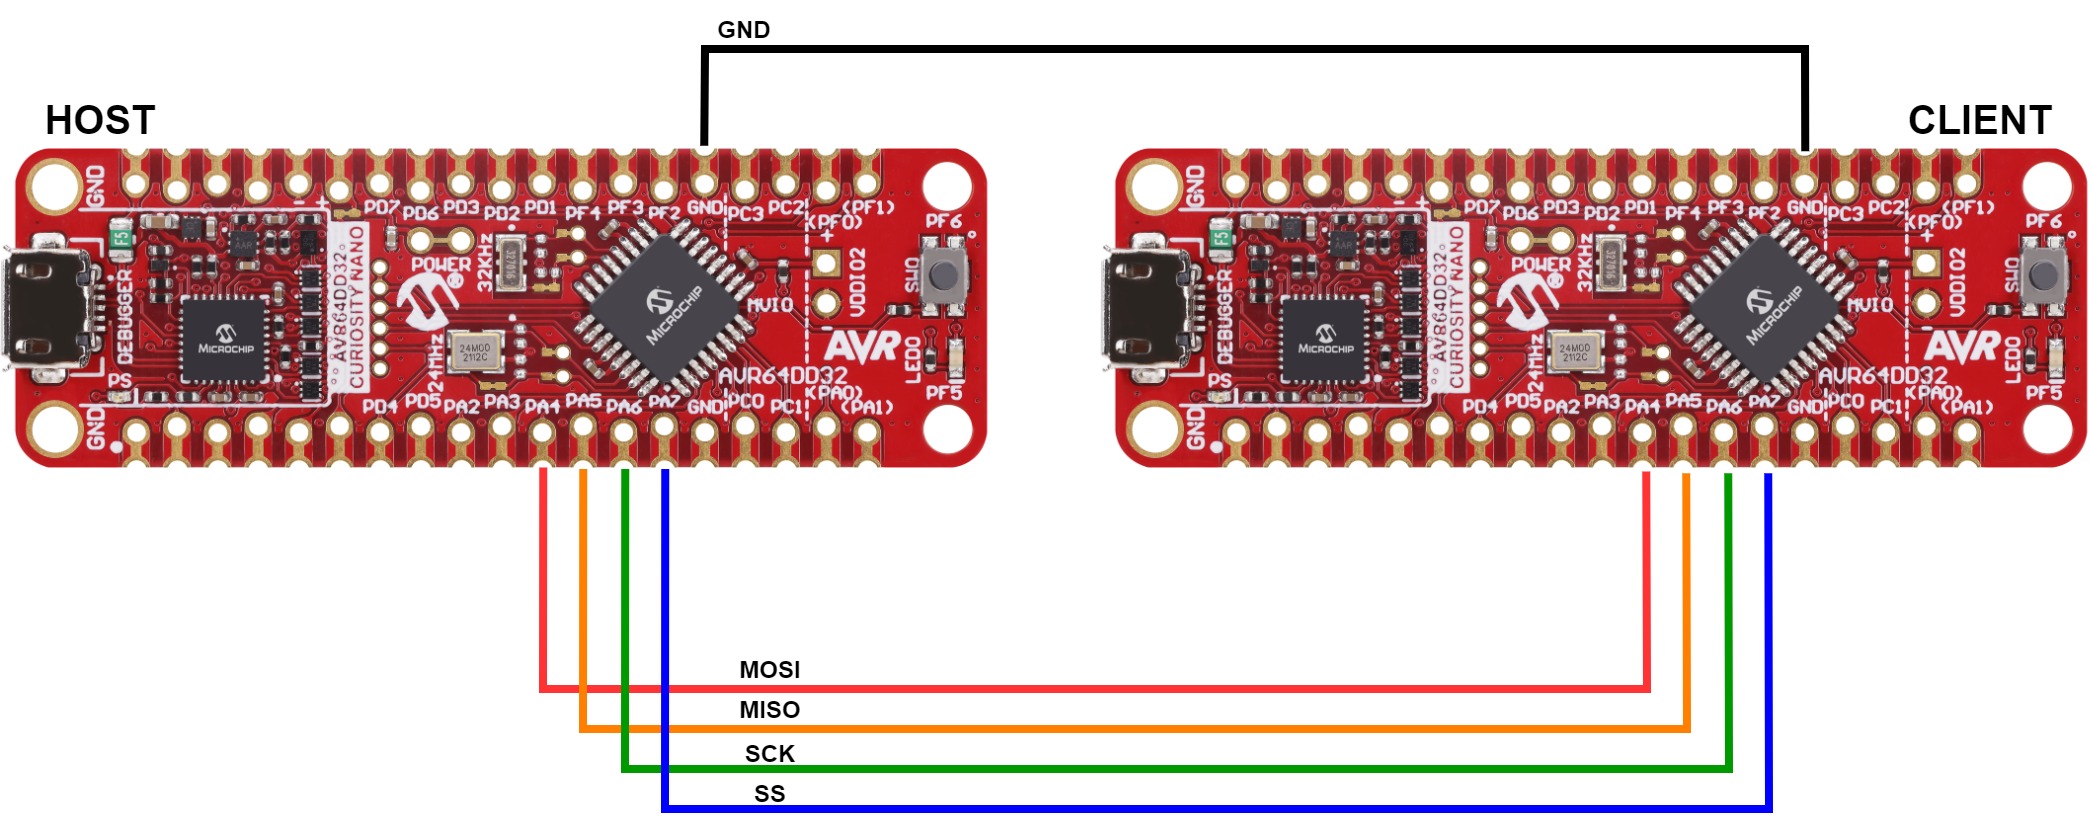 GND
HOST
CLIENT
GND
- +
PD7 PD6 PD3 PD2 PD1 PF4 PF3 PF2 GND PC3 PC2 (PF0) (PF1)
PF6
F5
DEBUGGER
PS
GND
MICROCHIP
AVR64DD32
CURIOSITY NANO
POWER
®
32KHz
24MHz
24M00
2112C
MICROCHIP
MVIO
+
VDDIO2
-
SW0
AVR
LED0
AVR64DD32
PD4 PD5 PA2 PA3 PA4 PA5 PA6 PA7 GND PC0 PC1 (PA0) (PA1)
PF5
GND
- +
PD7 PD6 PD3 PD2 PD1 PF4 PF3 PF2 GND PC3 PC2 (PF0) (PF1)
PF6
F5
DEBUGGER
PS
GND
MICROCHIP
AVR64DD32
CURIOSITY NANO
POWER
®
32KHz
24MHz
24M00
2112C
MICROCHIP
MVIO
+
VDDIO2
-
SW0
AVR
LED0
AVR64DD32
PD4 PD5 PA2 PA3 PA4 PA5 PA6 PA7 GND PC0 PC1 (PA0) (PA1)
PF5
MOSI
MISO
SCK
SS